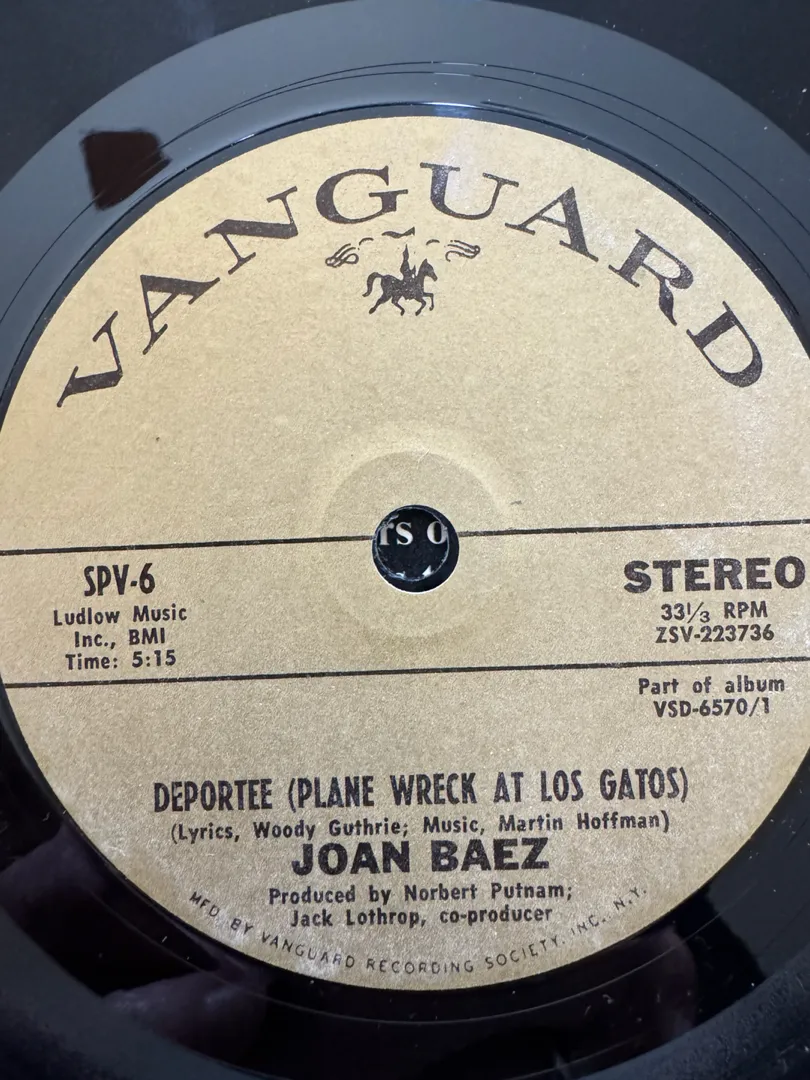 VANGUARD
rs o
SPV-6
Ludlow Music
Inc., BMI
Time: 5:15
STEREO
33⅓ RPM
ZSV-223736
Part of album
VSD-6570/1
DEPORTEE (PLANE WRECK AT LOS GATOS)
(Lyrics, Woody Guthrie; Music, Martin Hoffman)
JOAN BAEZ
Produced by Norbert Putnam;
Jack Lothrop, co-producer
MFD. BY VANGUARD RECORDING SOCIETY, INC., N.Y.